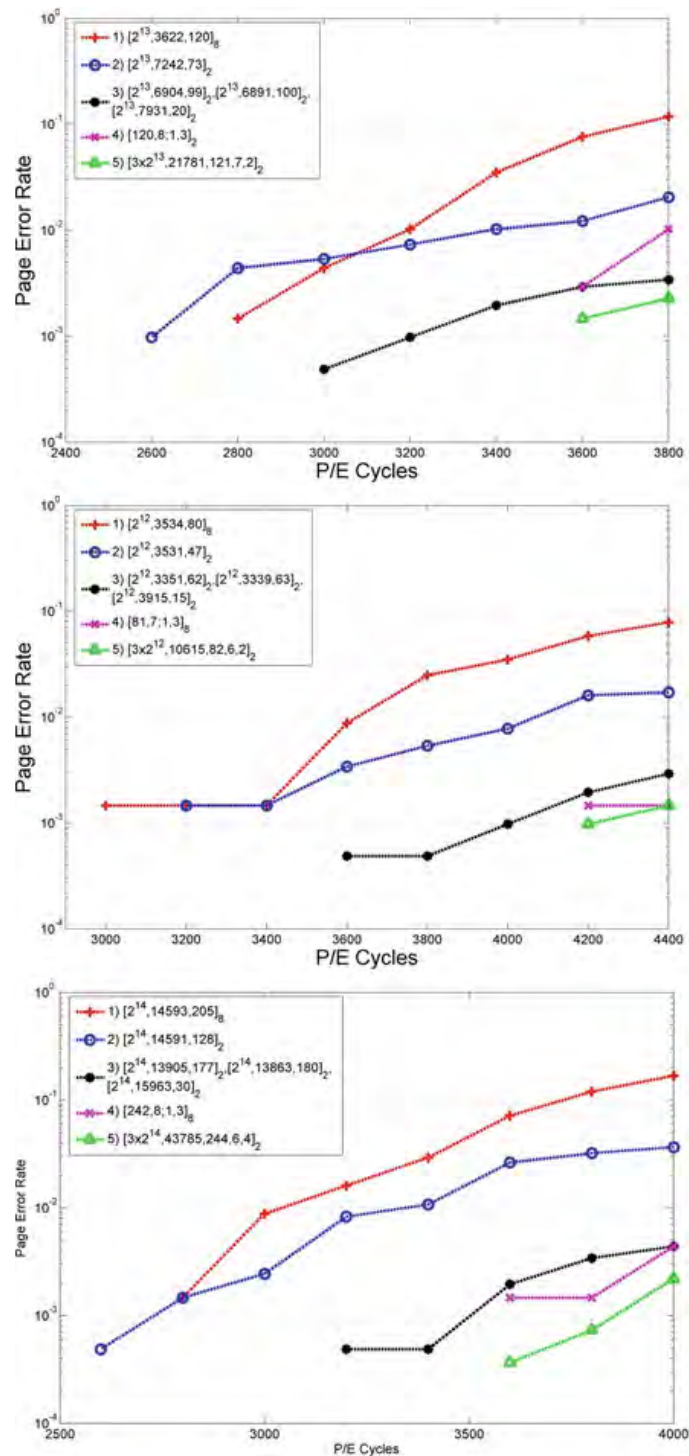 10^0
1) [2^13,3622,120]_8
2) [2^13,7242,73]_2
3) [2^13,6904,99]_2,[2^13,6891,100]_2,
[2^13,7931,20]_2
4) [120,8;1,3]_2
5) [3x2^13,21781,121,7,2]_2
10^-1
10^-2
10^-3
10^-4
Page Error Rate
2400 2600 2800 3000 3200 3400 3600 3800
P/E Cycles
10^0
1) [2^12,3534,80]_8
2) [2^12,3531,47]_2
3) [2^12,3351,62]_2,[2^12,3339,63]_2,
[2^12,3915,15]_2
4) [81,7;1,3]_8
5) [3x2^12,10615,82,6,2]_2
10^-1
10^-2
10^-3
10^-4
Page Error Rate
3000 3200 3400 3600 3800 4000 4200 4400
P/E Cycles
10^0
1) [2^14,14593,205]_8
2) [2^14,14591,128]_2
3) [2^14,13905,177]_2,[2^14,13863,180]_2,
[2^14,15963,30]_2
4) [242,8;1,3]_8
5) [3x2^14,43785,244,6,4]_2
10^-1
10^-2
10^-3
10^-4
Page Error Rate
2500 3000 3500 4000
P/E Cycles